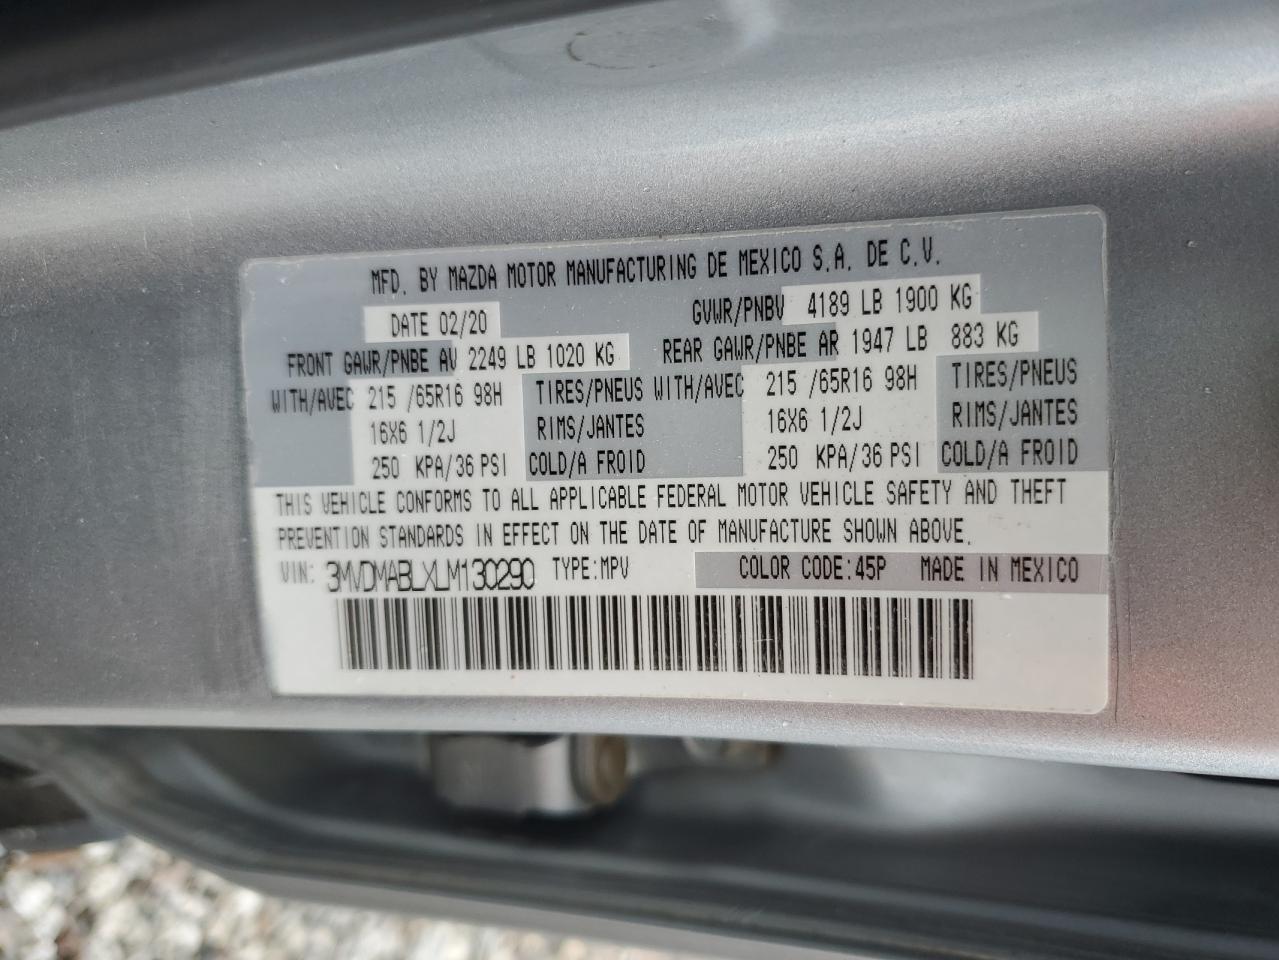 MFD. BY MAZDA MOTOR MANUFACTURING DE MEXICO S.A. DE C.V.
DATE 02/20 GVWR/PNBV 4189 LB 1900 KG
FRONT GAWR/PNBE AV 2249 LB 1020 KG REAR GAWR/PNBE AR 1947 LB 883 KG
WITH/AVEC 215 /65R16 98H TIRES/PNEUS WITH/AVEC 215 /65R16 98H TIRES/PNEUS
16X6 1/2J RIMS/JANTES 16X6 1/2J RIMS/JANTES
250 KPA/36 PSI COLD/A FROID 250 KPA/36 PSI COLD/A FROID
THIS VEHICLE CONFORMS TO ALL APPLICABLE FEDERAL MOTOR VEHICLE SAFETY AND THEFT
PREVENTION STANDARDS IN EFFECT ON THE DATE OF MANUFACTURE SHOWN ABOVE.
VIN: 3MVDMABLXLM130290 TYPE:MPV COLOR CODE:45P MADE IN MEXICO